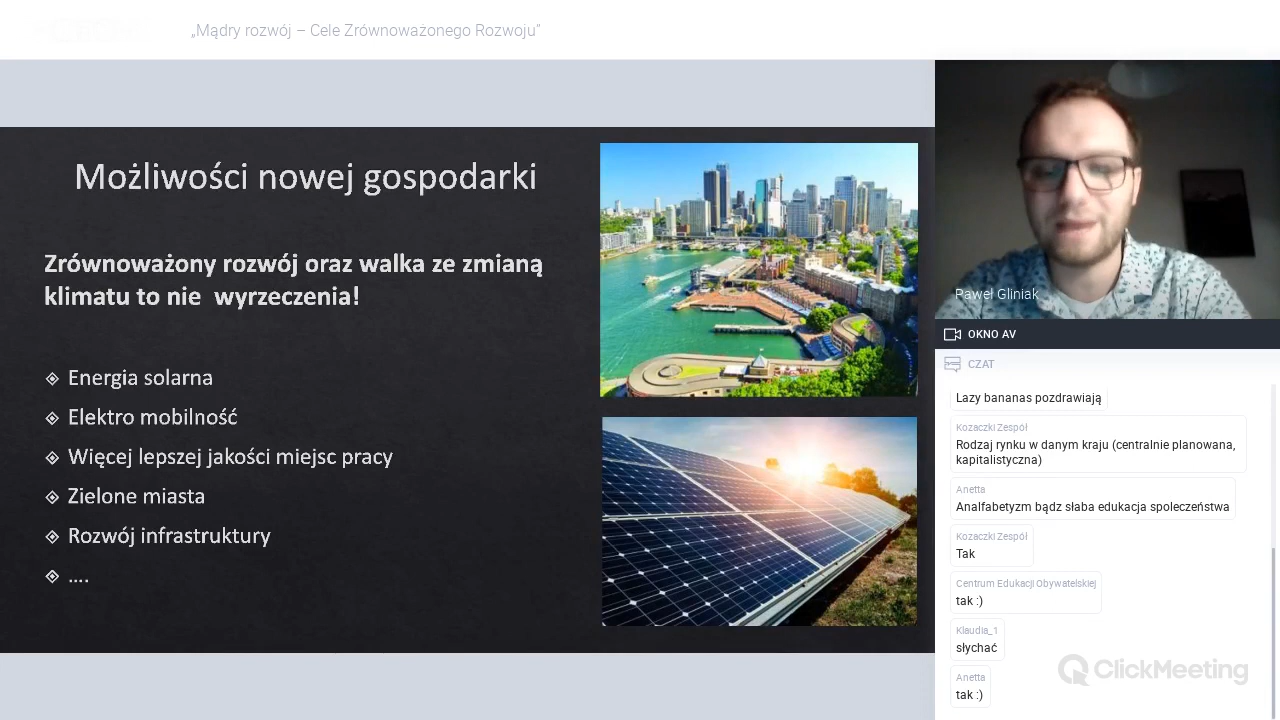 „Mądry rozwój – Cele Zrównoważonego Rozwoju”
Możliwości nowej gospodarki
Zrównoważony rozwój oraz walka ze zmianą
klimatu to nie wyrzeczenia!
Energia solarna
Elektro mobilność
Więcej lepszej jakości miejsc pracy
Zielone miasta
Rozwój infrastruktury
....
Paweł Gliniak
OKNO AV
CZAT
Lazy bananas pozdrawiają
Kozaczki Zespół
Rodzaj rynku w danym kraju (centralnie planowana,
kapitalistyczna)
Anetta
Analfabetyzm bądz słaba edukacja spoleczeństwa
Kozaczki Zespół
Tak
Centrum Edukacji Obywatelskiej
tak :)
Klaudia_1
słychać
Anetta
tak :)
ClickMeeting